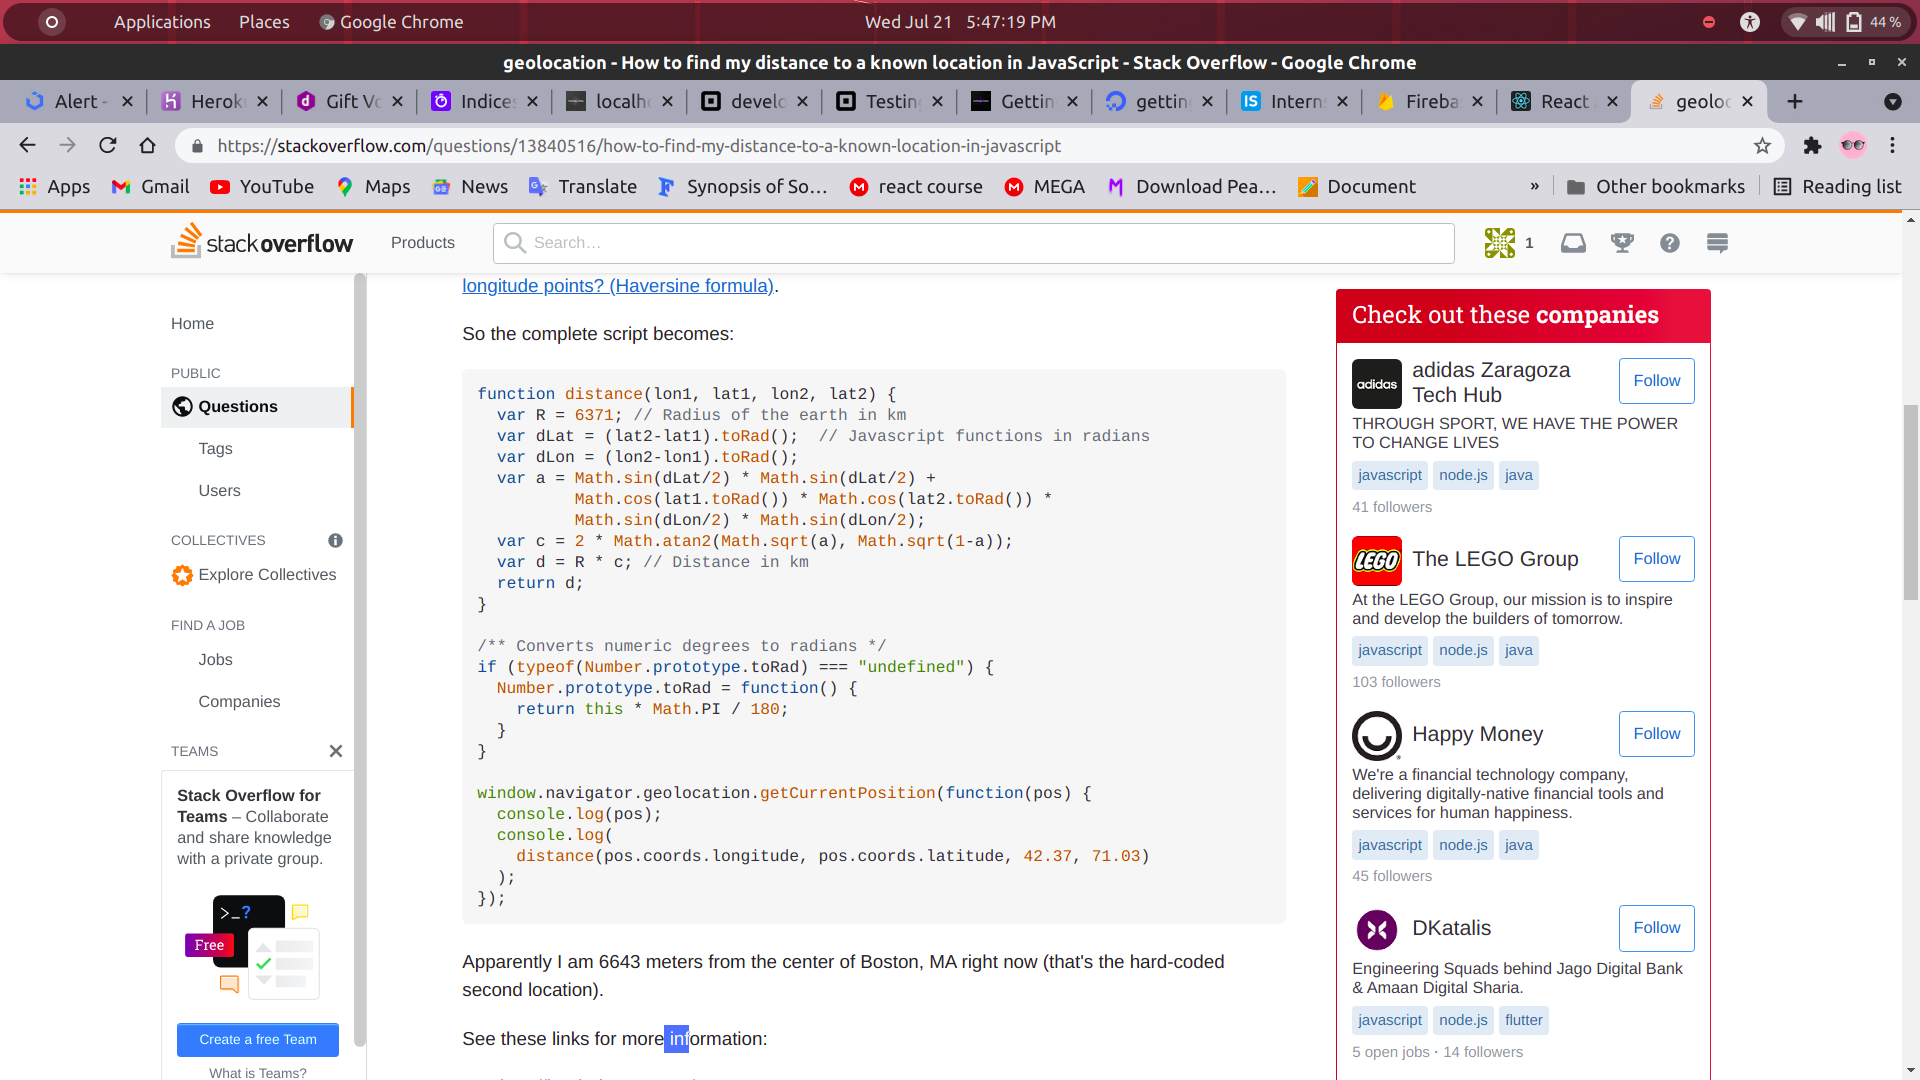 Applications Places Google Chrome Wed Jul 21 5:47:19 PM 44 %
geolocation - How to find my distance to a known location in JavaScript - Stack Overflow - Google Chrome
Alert - Herok Gift Vo Indices localh develo Testing Gettin getting Intern Fireba React geoloc
https://stackoverflow.com/questions/13840516/how-to-find-my-distance-to-a-known-location-in-javascript
Apps Gmail YouTube Maps News Translate Synopsis of So... react course MEGA Download Pea... Document » Other bookmarks Reading list
stackoverflow Products Search... 1
Home
PUBLIC
Questions
Tags
Users
COLLECTIVES
Explore Collectives
FIND A JOB
Jobs
Companies
TEAMS
Stack Overflow for
Teams – Collaborate
and share knowledge
with a private group.
>_?
Free
Create a free Team
What is Teams?
longitude points? (Haversine formula).
So the complete script becomes:
function distance(lon1, lat1, lon2, lat2) {
var R = 6371; // Radius of the earth in km
var dLat = (lat2-lat1).toRad(); // Javascript functions in radians
var dLon = (lon2-lon1).toRad();
var a = Math.sin(dLat/2) * Math.sin(dLat/2) +
Math.cos(lat1.toRad()) * Math.cos(lat2.toRad()) *
Math.sin(dLon/2) * Math.sin(dLon/2);
var c = 2 * Math.atan2(Math.sqrt(a), Math.sqrt(1-a));
var d = R * c; // Distance in km
return d;
}
/** Converts numeric degrees to radians */
if (typeof(Number.prototype.toRad) === "undefined") {
Number.prototype.toRad = function() {
return this * Math.PI / 180;
}
}
window.navigator.geolocation.getCurrentPosition(function(pos) {
console.log(pos);
console.log(
distance(pos.coords.longitude, pos.coords.latitude, 42.37, 71.03)
);
});
Apparently I am 6643 meters from the center of Boston, MA right now (that's the hard-coded
second location).
See these links for more information:
Check out these companies
adidas
adidas Zaragoza
Tech Hub
Follow
THROUGH SPORT, WE HAVE THE POWER
TO CHANGE LIVES
javascript node.js java
41 followers
LEGO
The LEGO Group
Follow
At the LEGO Group, our mission is to inspire
and develop the builders of tomorrow.
javascript node.js java
103 followers
Happy Money
Follow
We're a financial technology company,
delivering digitally-native financial tools and
services for human happiness.
javascript node.js java
45 followers
DKatalis
Follow
Engineering Squads behind Jago Digital Bank
& Amaan Digital Sharia.
javascript node.js flutter
5 open jobs · 14 followers